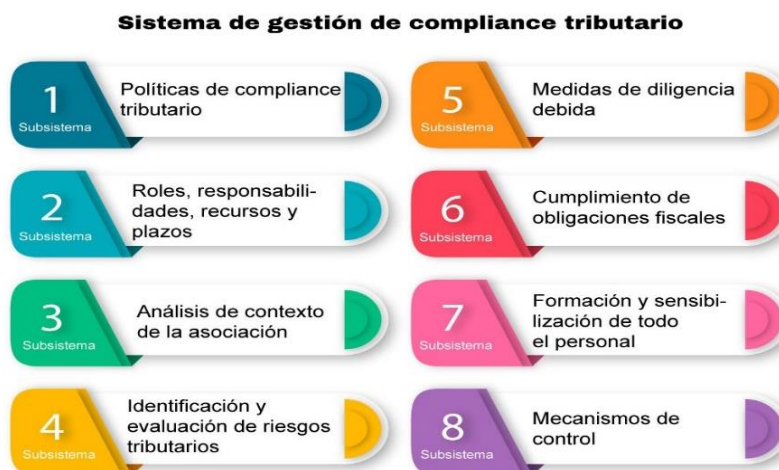 Sistema de gestión de compliance tributario
1
Subsistema
Políticas de compliance
tributario
2
Subsistema
Roles, responsabili-
dades, recursos y
plazos
3
Subsistema
Análisis de contexto
de la asociación
4
Subsistema
Identificación y
evaluación de riesgos
tributarios
5
Subsistema
Medidas de diligencia
debida
6
Subsistema
Cumplimiento de
obligaciones fiscales
7
Subsistema
Formación y sensibi-
lización de todo
el personal
8
Subsistema
Mecanismos de
control